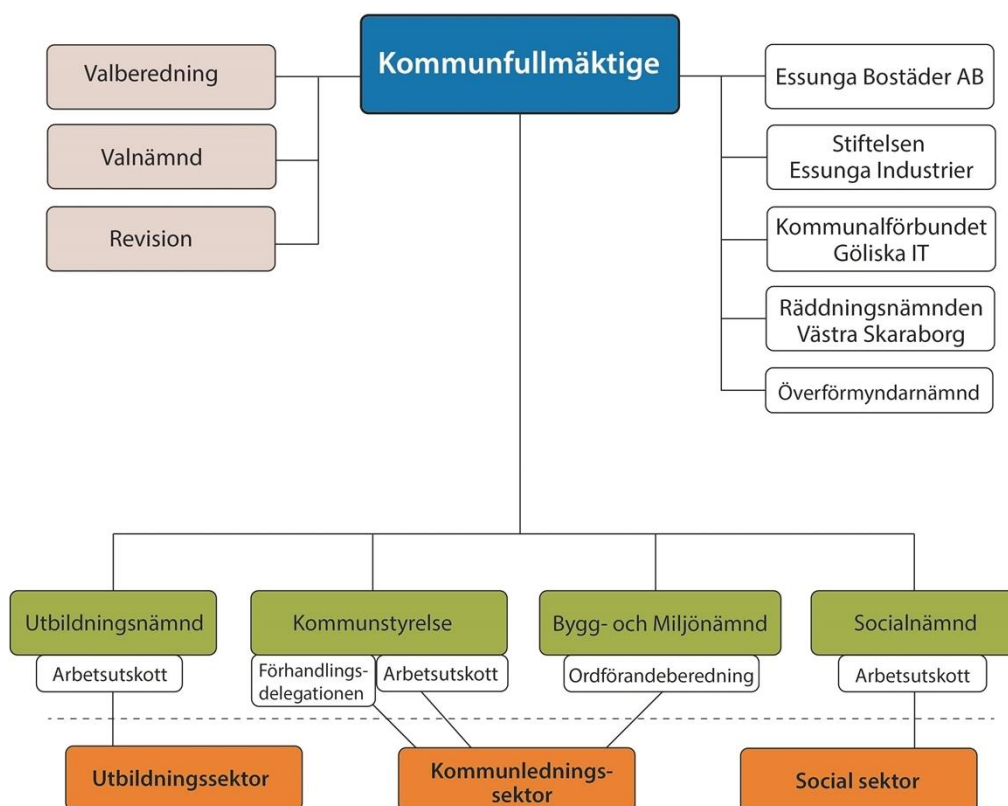 Kommunfullmäktige
Valberedning
Valnämnd
Revision
Essunga Bostäder AB
Stiftelsen
Essunga Industrier
Kommunalförbundet
Göliska IT
Räddningsnämnden
Västra Skaraborg
Överförmyndarnämnd
Utbildningsnämnd
Arbetsutskott
Kommunstyrelse
Förhandlings-
delegationen
Arbetsutskott
Bygg- och Miljönämnd
Ordförandeberedning
Socialnämnd
Arbetsutskott
Utbildningssektor
Kommunlednings-
sektor
Social sektor